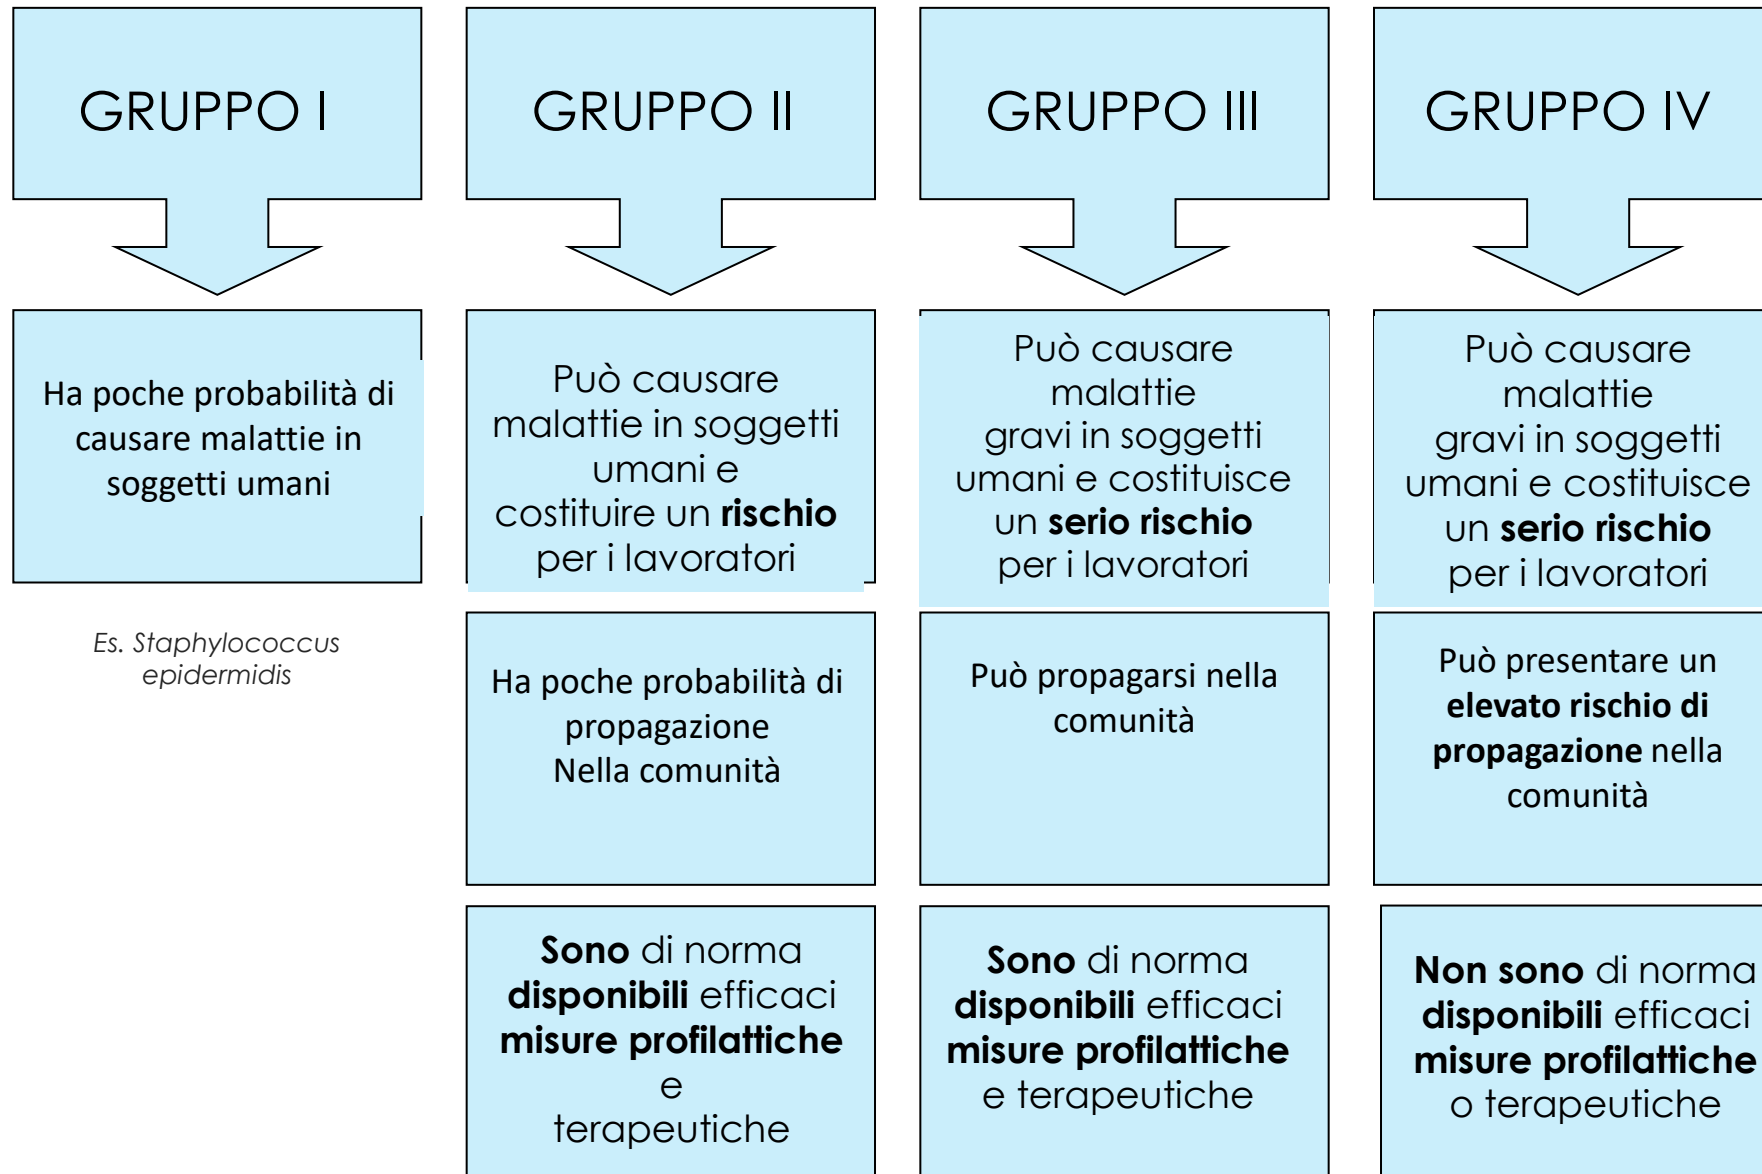 GRUPPO I
GRUPPO II
GRUPPO III
GRUPPO IV
Ha poche probabilità di
causare malattie in
soggetti umani
Es. Staphylococcus
epidermidis
Può causare
malattie in soggetti
umani e
costituire un rischio
per i lavoratori
Ha poche probabilità di
propagazione
Nella comunità
Sono di norma
disponibili efficaci
misure profilattiche
e
terapeutiche
Può causare
malattie
gravi in soggetti
umani e costituisce
un serio rischio
per i lavoratori
Può propagarsi nella
comunità
Sono di norma
disponibili efficaci
misure profilattiche
e terapeutiche
Può causare
malattie
gravi in soggetti
umani e costituisce
un serio rischio
per i lavoratori
Può presentare un
elevato rischio di
propagazione nella
comunità
Non sono di norma
disponibili efficaci
misure profilattiche
o terapeutiche